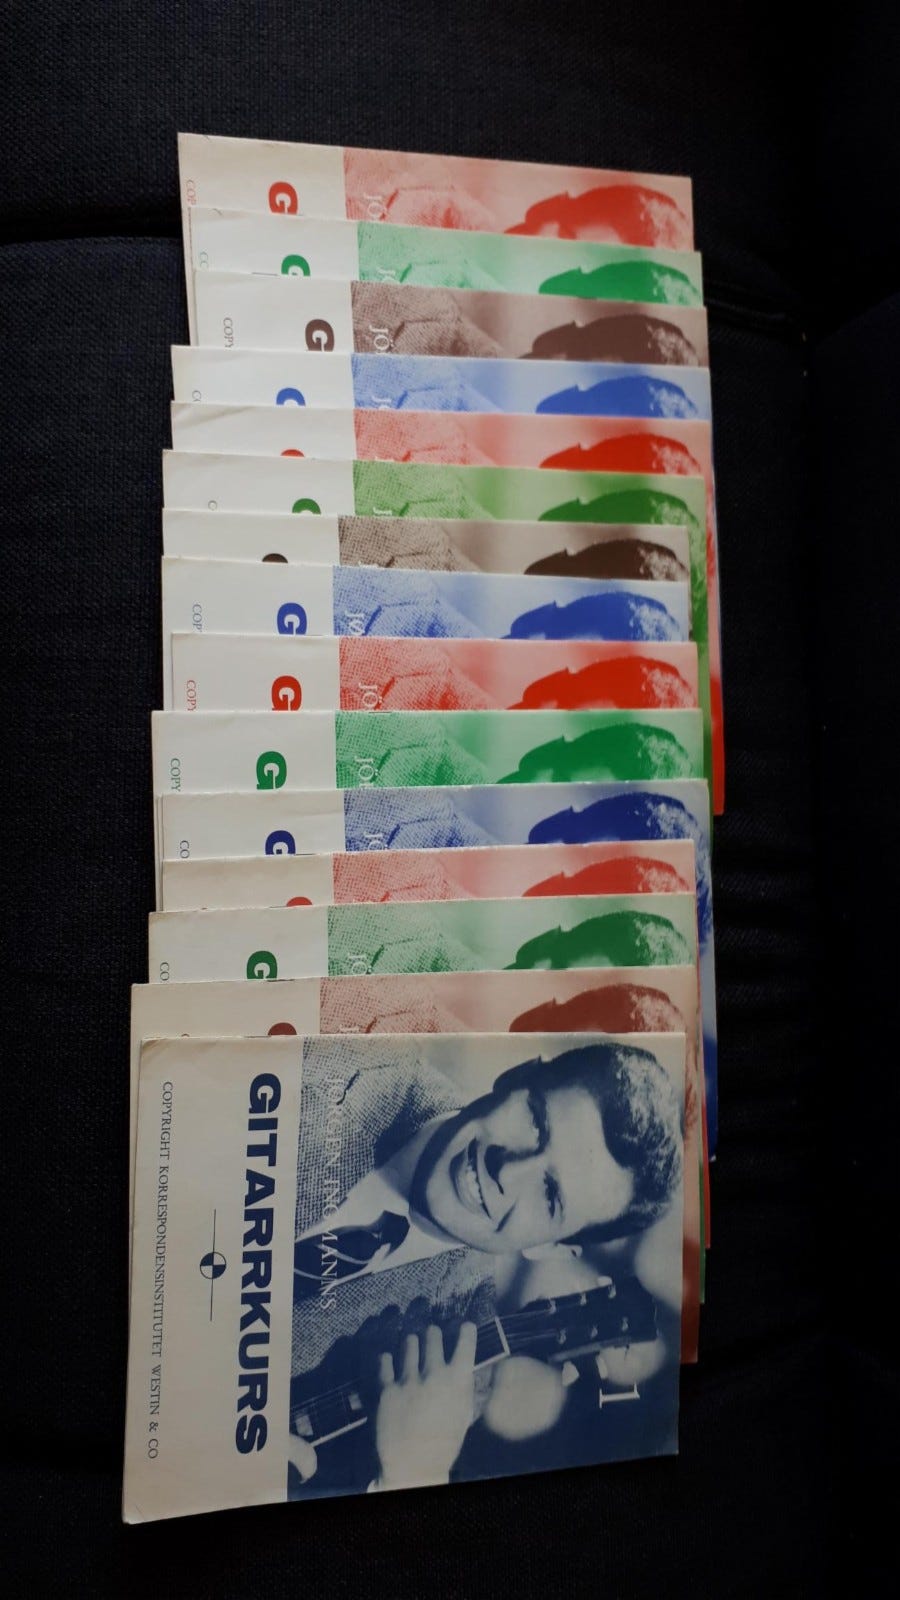 JÖRGEN INGMANNS
1
GITARRKURS
COPYRIGHT KORRESPONDENSINSTITUTET WESTIN & CO